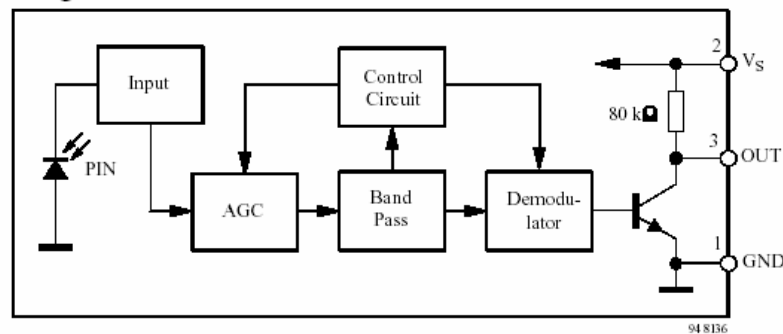 2
V_S
Input
Control
Circuit
80 kΩ
3
OUT
PIN
AGC
Band
Pass
Demodu-
lator
1
GND
94 8136